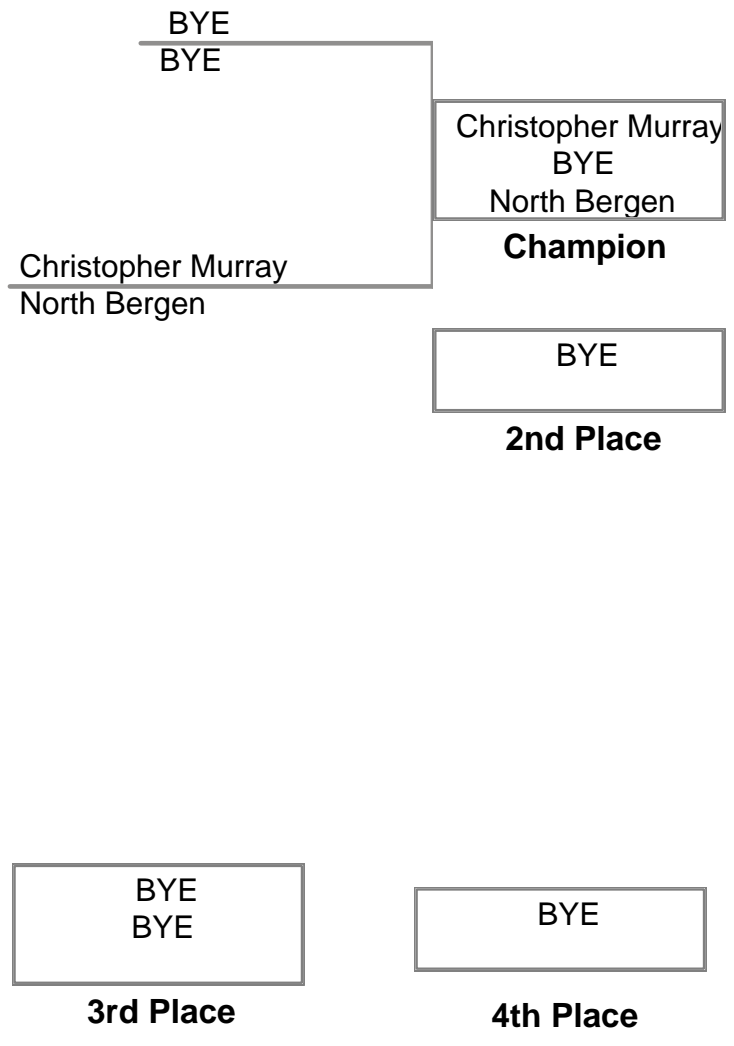 BYE
BYE
Christopher Murray
BYE
North Bergen
Champion
Christopher Murray
North Bergen
BYE
2nd Place
BYE
BYE
3rd Place
BYE
4th Place